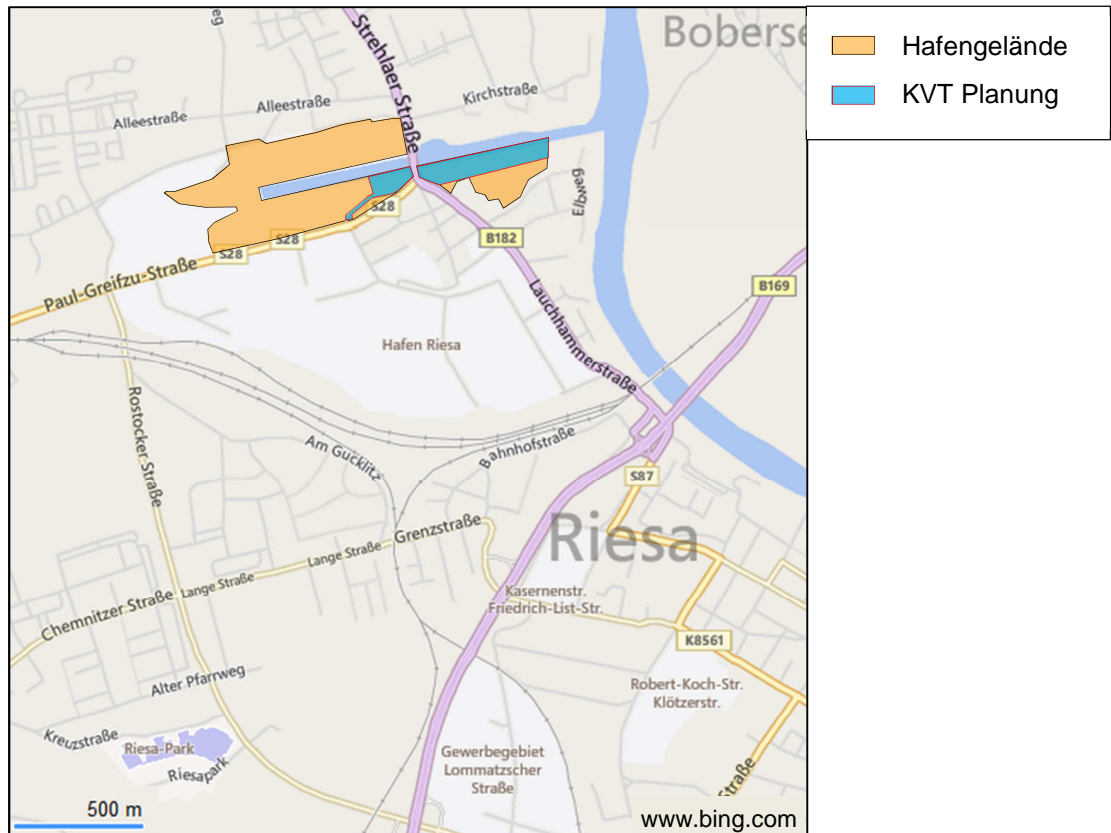 Boberse
Strehlaer Straße
eg
Alleestraße
Kirchstraße
Alleestraße
Elbweg
S28
S28
S28
B182
Paul-Greifzu-Straße
B169
Lauchhammerstraße
Hafen Riesa
Rostocker Straße
Am Gucklitz
Bahnhofstraße
S87
Riesa
Grenzstraße
Lange Straße
Lange Straße
Chemnitzer Straße
Kasernenstr.
Friedrich-List-Str.
K8561
Alter Pfarrweg
Robert-Koch-Str.
Klötzerstr.
Kreuzstraße
Riesa-Park
Riesapark
Gewerbegebiet
Lommatzscher
Straße
Straße
500 m
www.bing.com
Hafengelände
KVT Planung